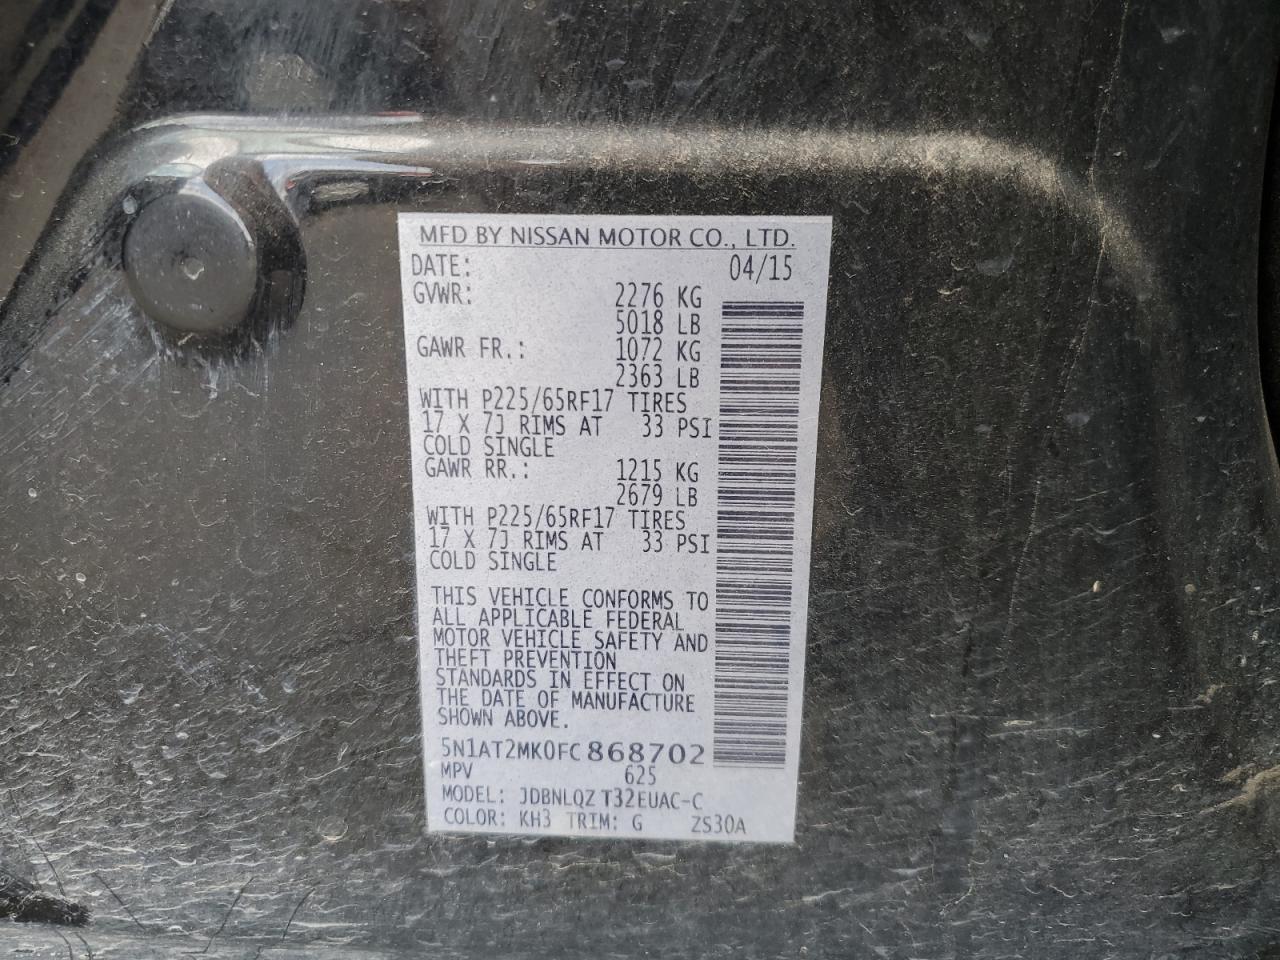 MFD BY NISSAN MOTOR CO., LTD.
DATE: 04/15
GVWR: 2276 KG
5018 LB
GAWR FR.: 1072 KG
2363 LB
WITH P225/65RF17 TIRES
17 X 7J RIMS AT 33 PSI
COLD SINGLE
GAWR RR.: 1215 KG
2679 LB
WITH P225/65RF17 TIRES
17 X 7J RIMS AT 33 PSI
COLD SINGLE
THIS VEHICLE CONFORMS TO
ALL APPLICABLE FEDERAL
MOTOR VEHICLE SAFETY AND
THEFT PREVENTION
STANDARDS IN EFFECT ON
THE DATE OF MANUFACTURE
SHOWN ABOVE.
5N1AT2MK0FC868702
MPV 625
MODEL: JDBNLQZ T32EUAC-C
COLOR: KH3 TRIM: G ZS30A